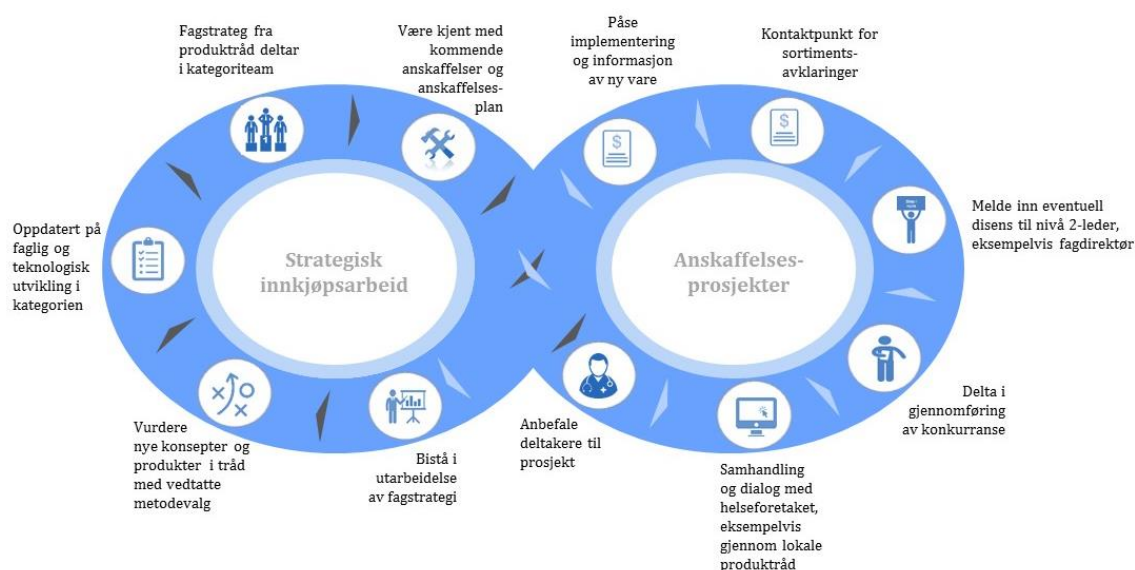 Fagstrateg fra
produktråd deltar
i kategoriteam
Være kjent med
kommende
anskaffelser og
anskaffelses-
plan
Påse
implementering
og informasjon
av ny vare
Kontaktpunkt for
sortiments-
avklaringer
Oppdatert på
faglig og
teknologisk
utvikling i
kategorien
Strategisk
innkjøpsarbeid
Anskaffelses-
prosjekter
Melde inn eventuell
disens til nivå 2-leder,
eksempelvis fagdirektør
Vurdere
nye konsepter og
produkter i tråd
med vedtatte
metodevalg
Bistå i
utarbeidelse
av fagstrategi
Anbefale
deltakere til
prosjekt
Samhandling
og dialog med
helseforetaket,
eksempelvis
gjennom lokale
produktråd
Delta i
gjennomføring
av konkurranse
$
$